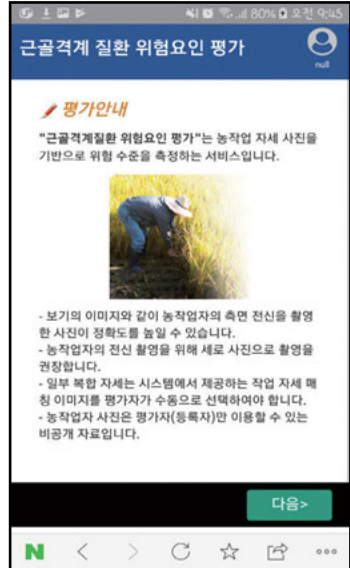 80% 오전 9:45
근골격계 질환 위험요인 평가
null
평가안내
"근골격계질환 위험요인 평가"는 농작업 자세 사진을
기반으로 위험 수준을 측정하는 서비스입니다.
- 보기의 이미지와 같이 농작업자의 측면 전신을 촬영
한 사진이 정확도를 높일 수 있습니다.
- 농작업자의 전신 촬영을 위해 세로 사진으로 촬영을
권장합니다.
- 일부 복합 자세는 시스템에서 제공하는 작업 자세 매
칭 이미지를 평가자가 수동으로 선택하여야 합니다.
- 농작업자 사진은 평가자(등록자)만 이용할 수 있는
비공개 자료입니다.
다음>
N